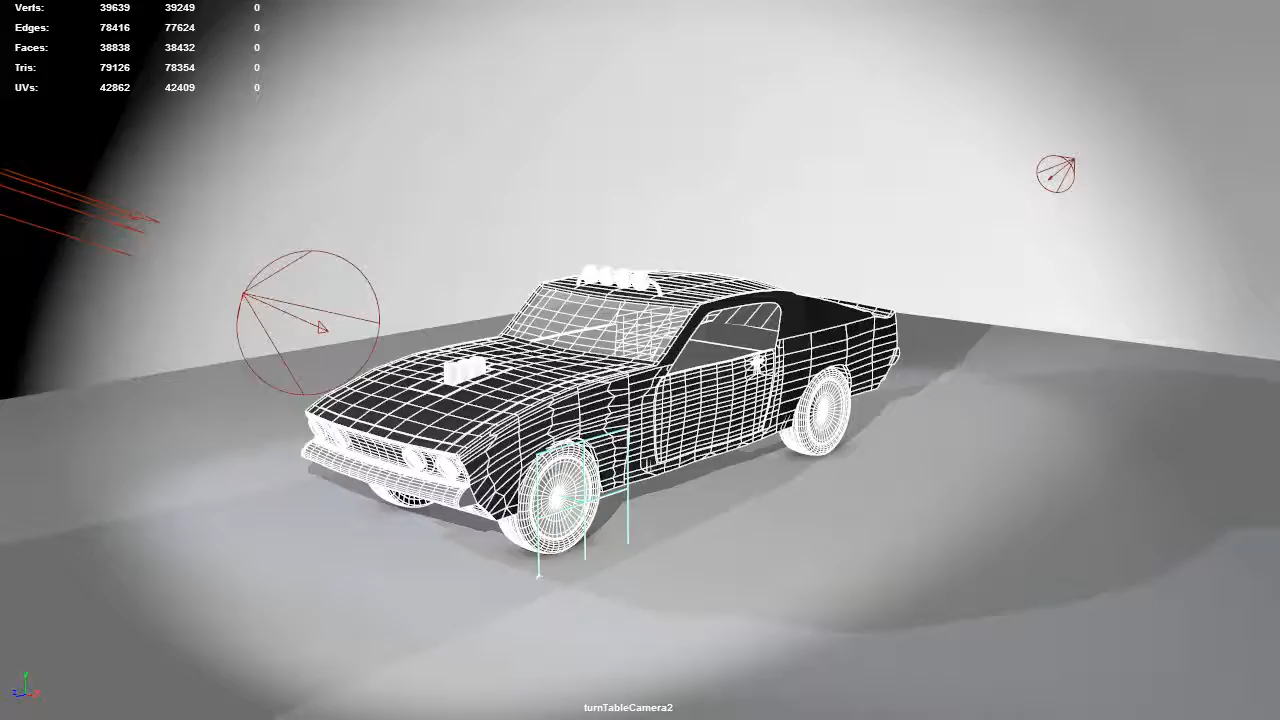 Verts: 39639 39249 0
Edges: 78416 77624 0
Faces: 38838 38432 0
Tris: 79126 78354 0
UVs: 42862 42409 0
turnTableCamera2